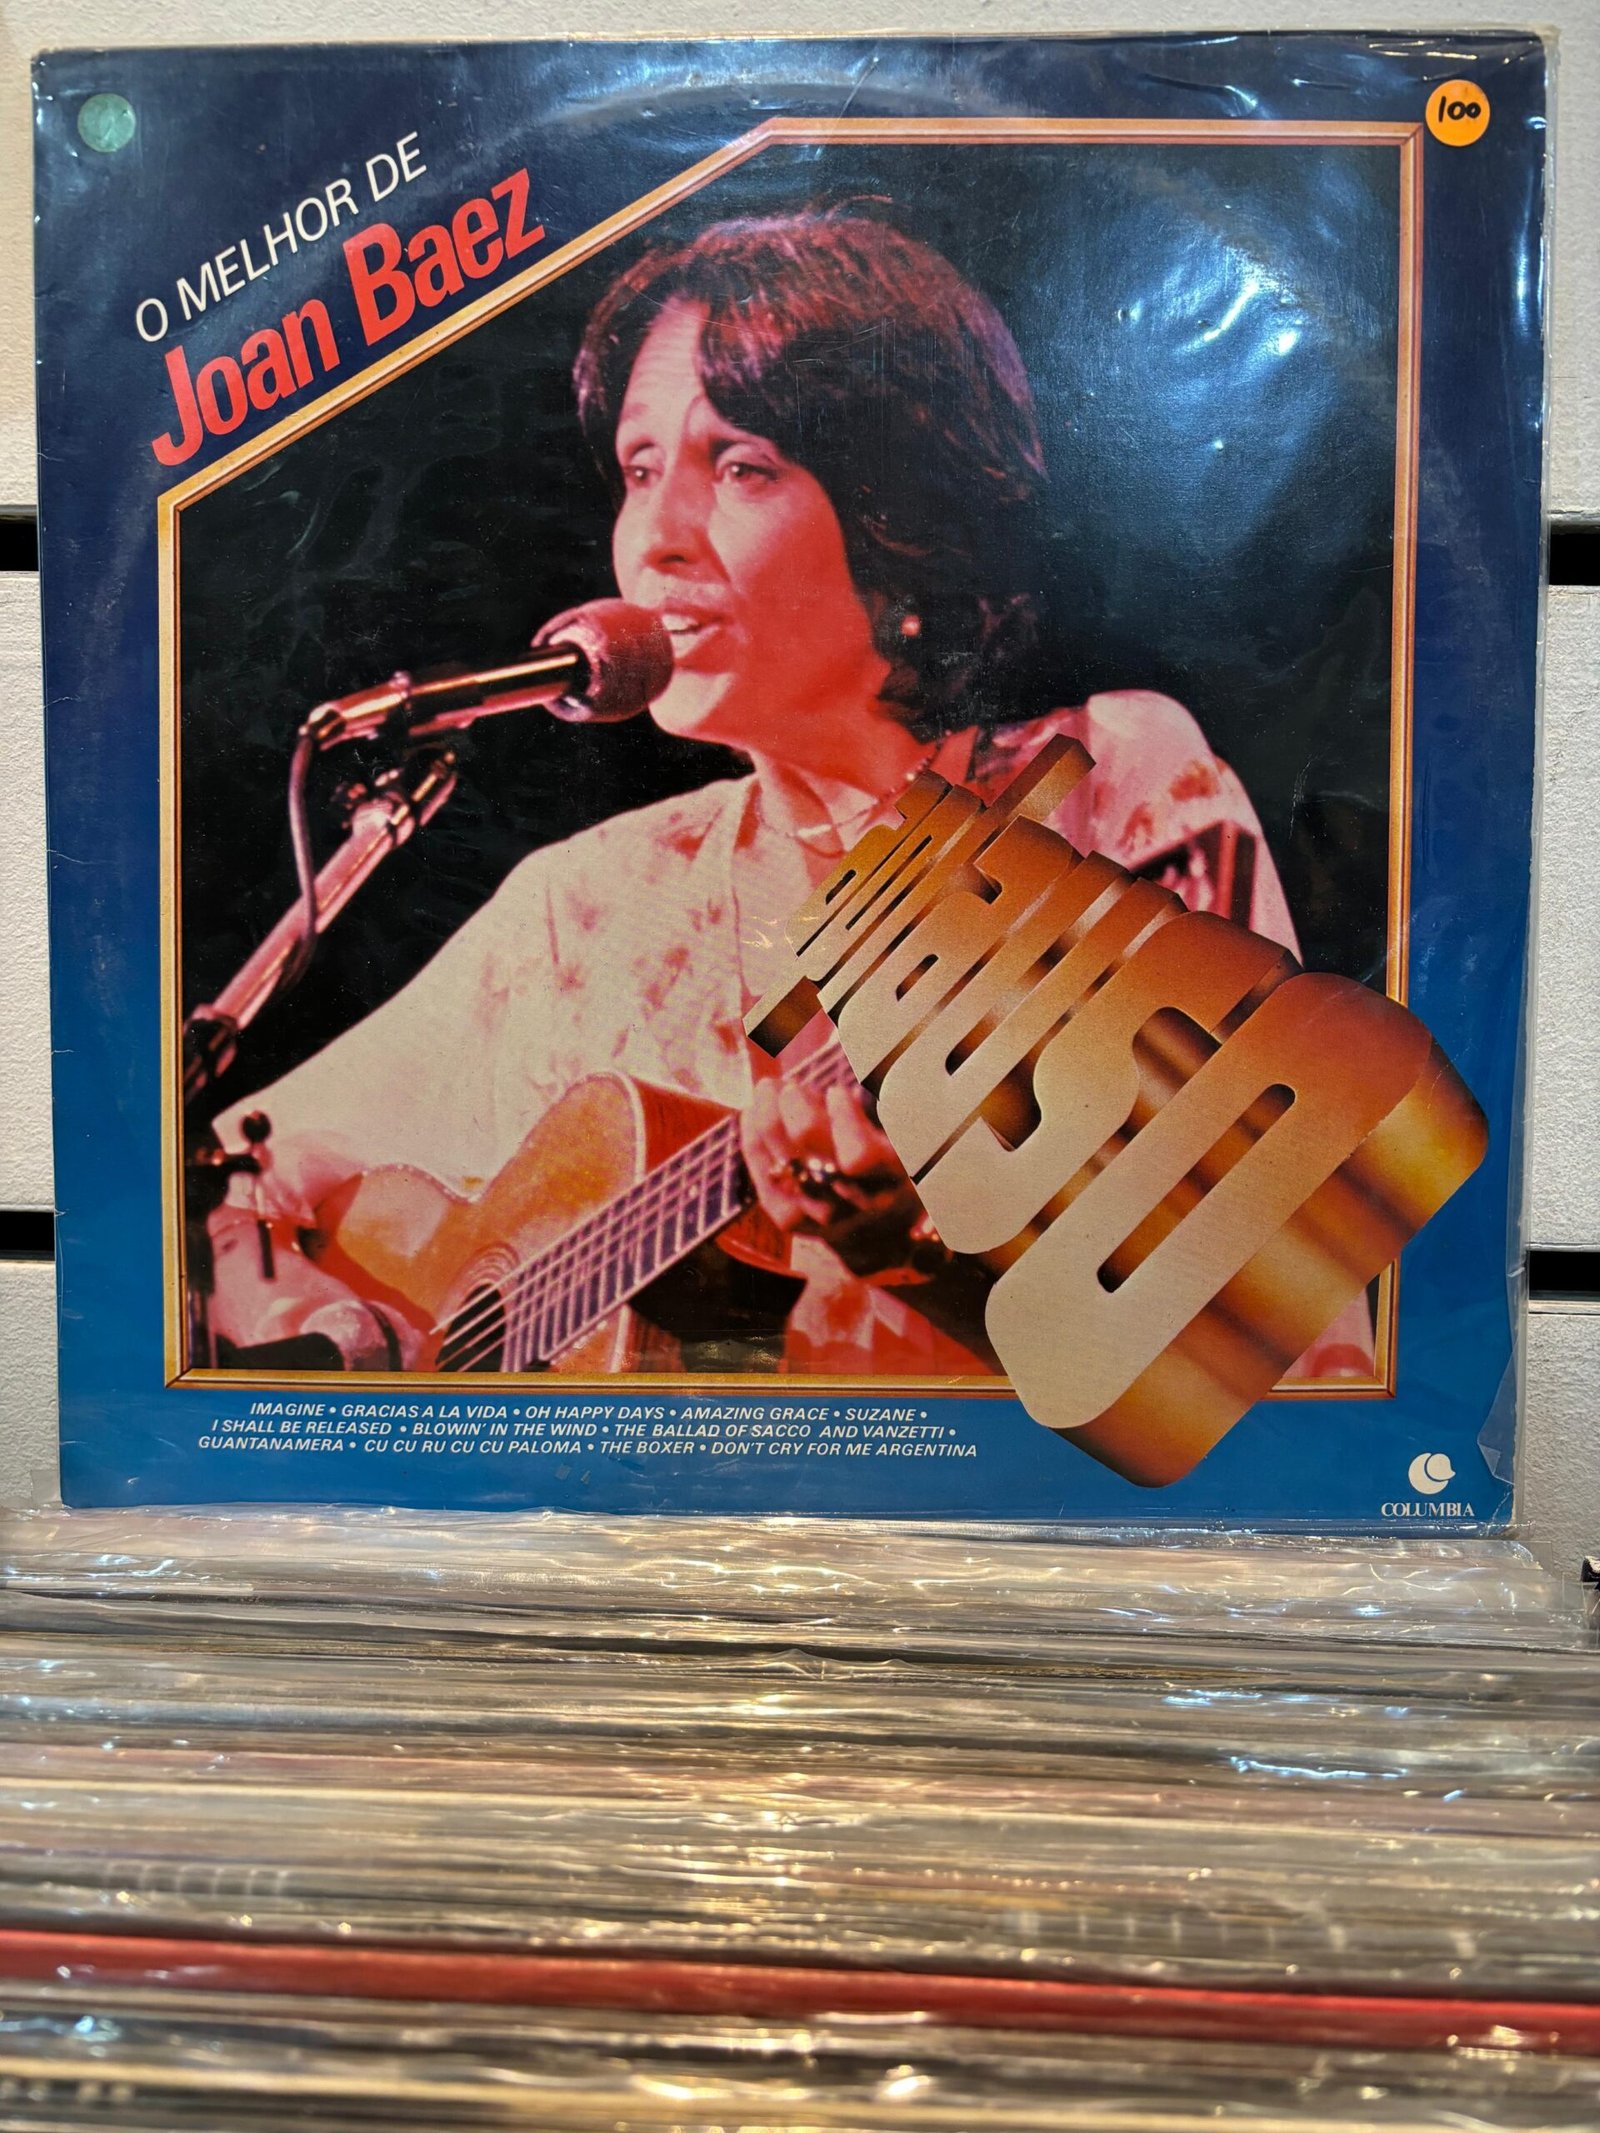 100
O MELHOR DE
Joan Baez
aplauso
IMAGINE • GRACIAS A LA VIDA • OH HAPPY DAYS • AMAZING GRACE • SUZANE •
I SHALL BE RELEASED • BLOWIN' IN THE WIND • THE BALLAD OF SACCO AND VANZETTI •
GUANTANAMERA • CU CU RU CU CU PALOMA • THE BOXER • DON'T CRY FOR ME ARGENTINA
COLUMBIA